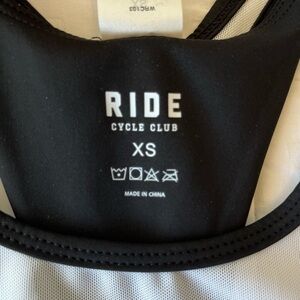 WRC103
RIDE
CYCLE CLUB
XS
MADE IN CHINA